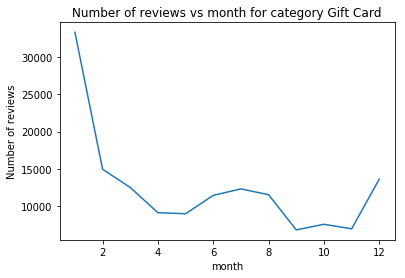 Number of reviews vs month for category Gift Card
Number of reviews
30000
25000
20000
15000
10000
2 4 6 8 10 12
month